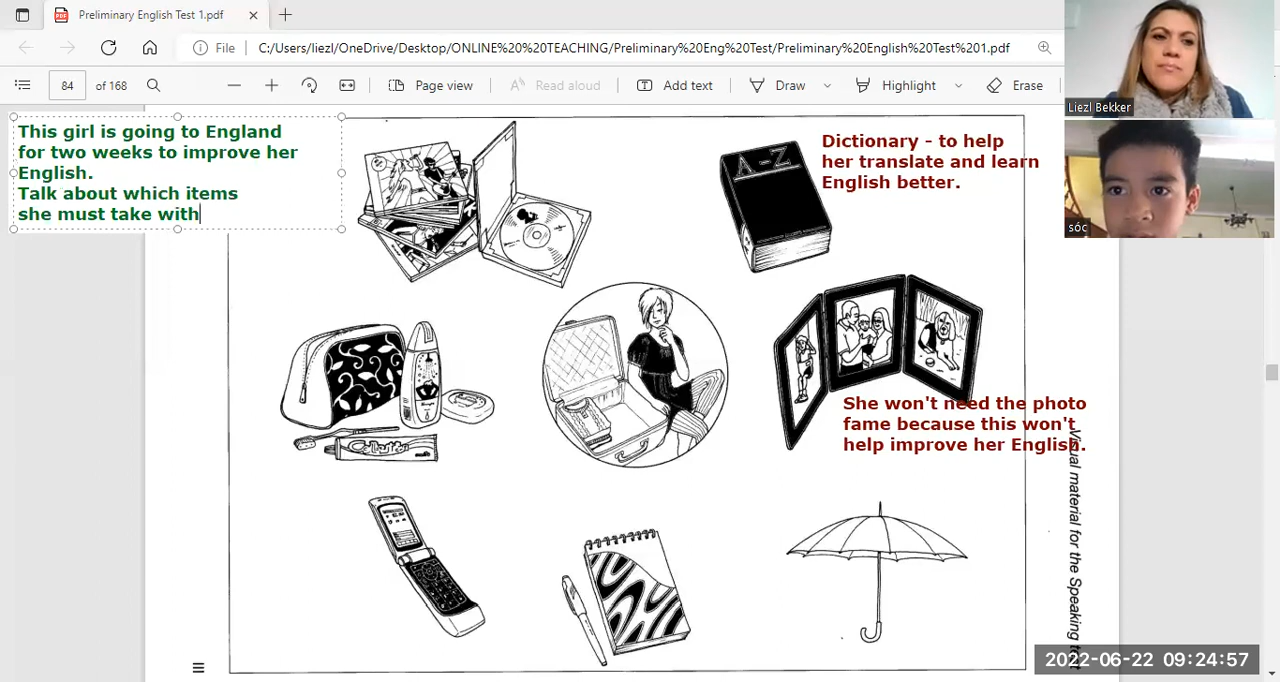 Preliminary English Test 1.pdf
File
C:/Users/liezl/OneDrive/Desktop/ONLINE%20%20TEACHING/Preliminary%20Eng%20Test/Preliminary%20English%20Test%201.pdf
84 of 168
Page view
Read aloud
Add text
Draw
Highlight
Erase
Liezl Bekker
sóc
This girl is going to England
for two weeks to improve her
English.
Talk about which items
she must take with
A-Z
Dictionary - to help
her translate and learn
English better.
She won't need the photo
fame because this won't
help improve her English.
Visual material for the Speaking
2022-06-22 09:24:57